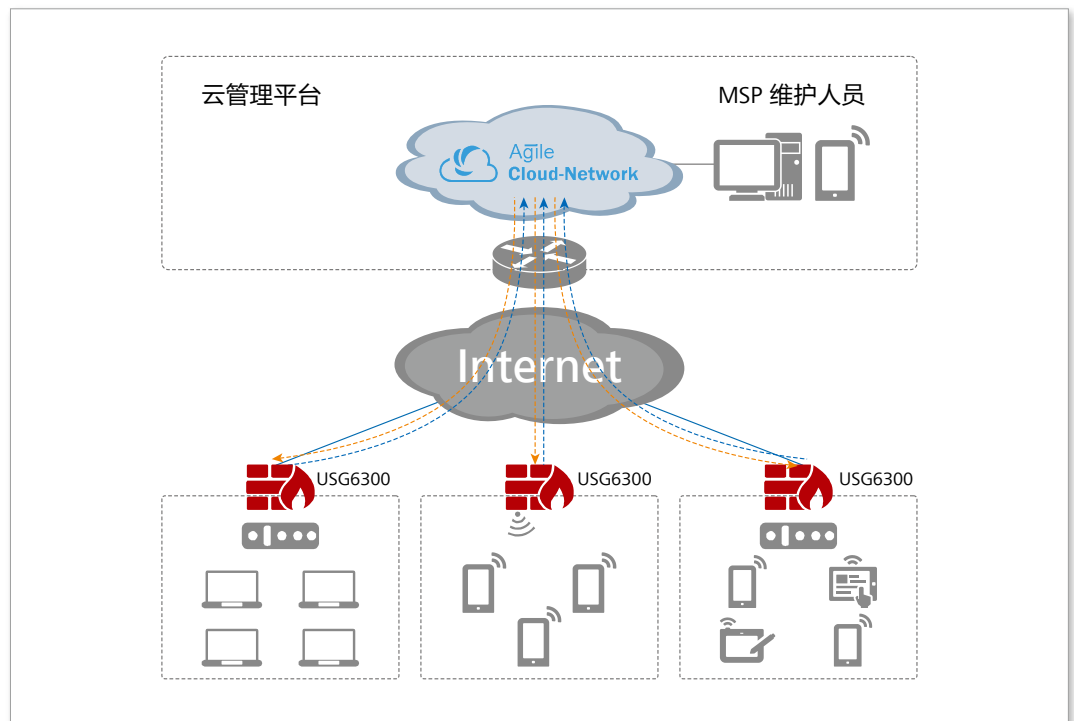 云管理平台
MSP 维护人员
Agile
Cloud-Network
Internet
USG6300
USG6300
USG6300